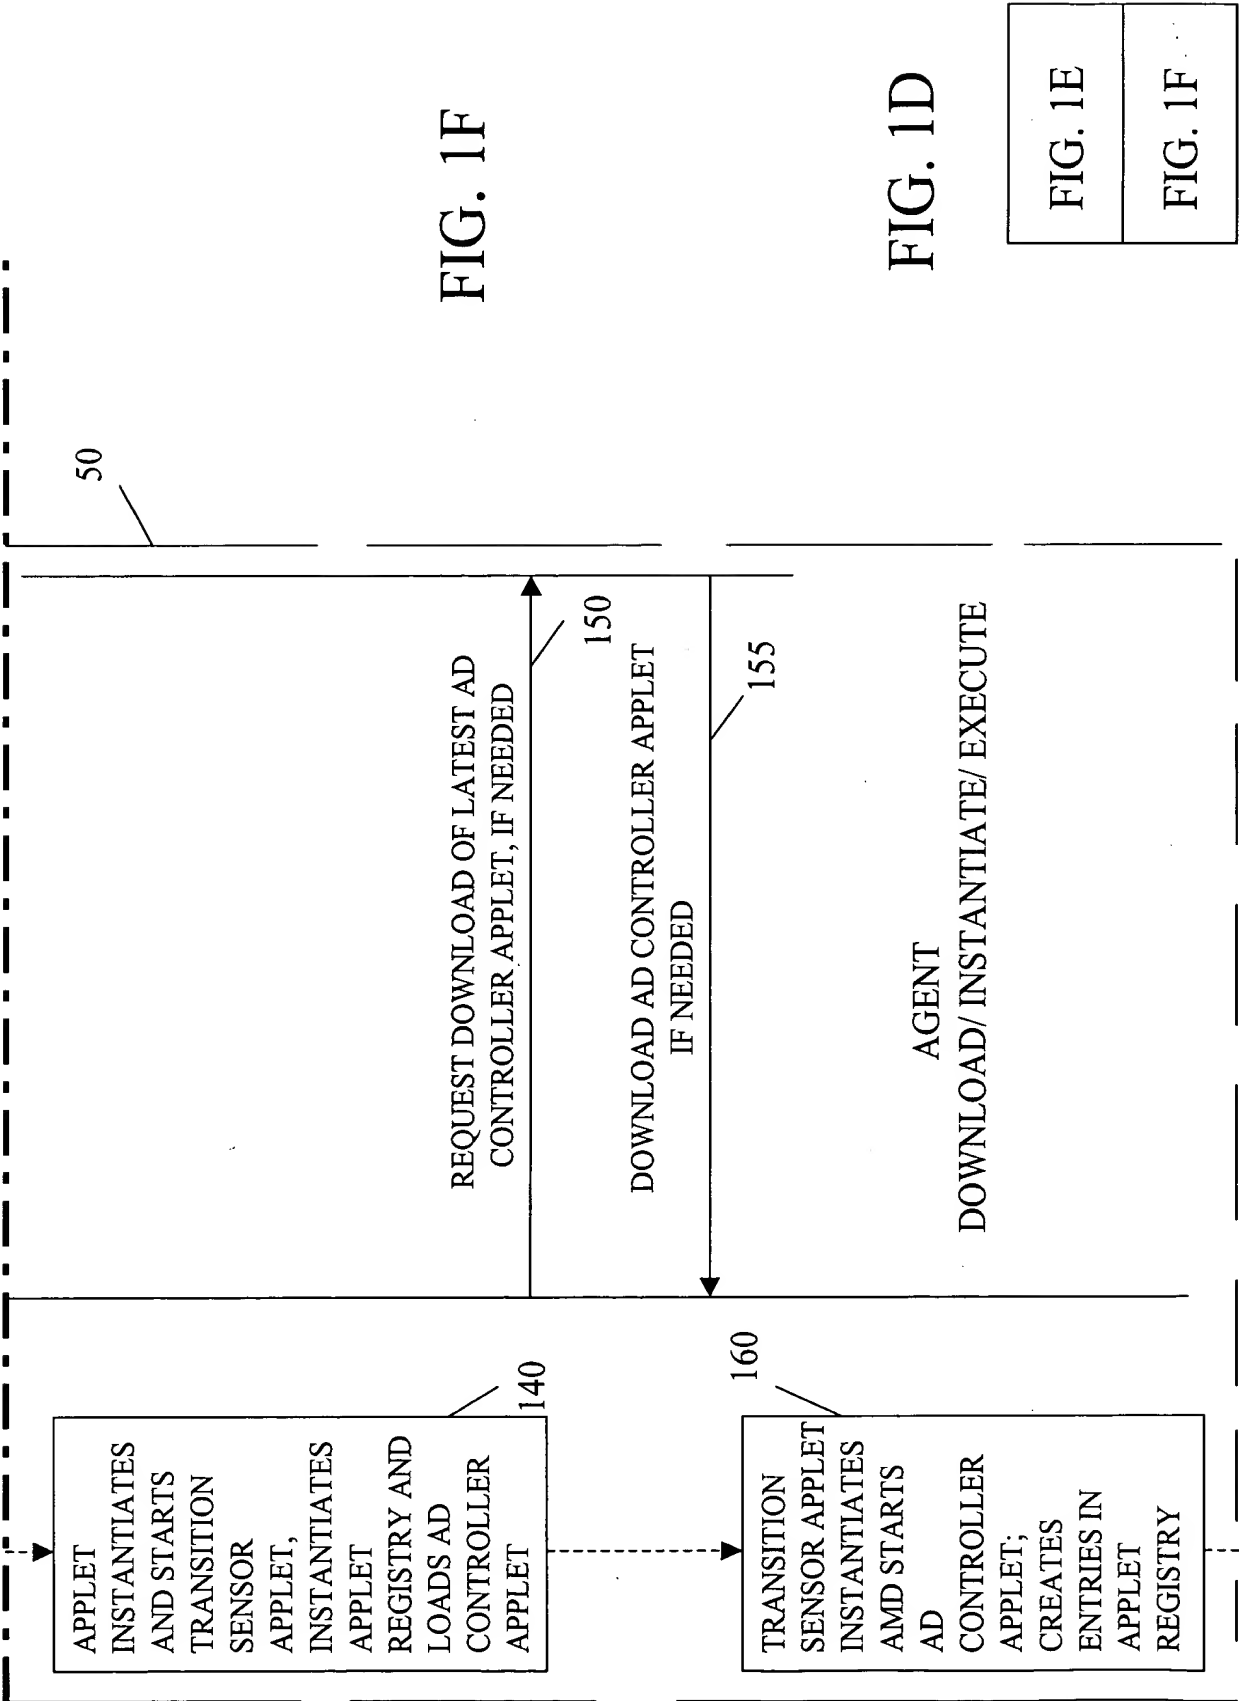 APPLET
INSTANTIATES
AND STARTS
TRANSITION
SENSOR
APPLET,
INSTANTIATES
APPLET
REGISTRY AND
LOADS AD
CONTROLLER
APPLET
140
50
REQUEST DOWNLOAD OF LATEST AD
CONTROLLER APPLET, IF NEEDED
150
DOWNLOAD AD CONTROLLER APPLET
IF NEEDED
155
TRANSITION
SENSOR APPLET
INSTANTIATES
AMD STARTS
AD
CONTROLLER
APPLET;
CREATES
ENTRIES IN
APPLET
REGISTRY
160
AGENT
DOWNLOAD/ INSTANTIATE/ EXECUTE
FIG. 1F
FIG. 1D
FIG. 1E
FIG. 1F